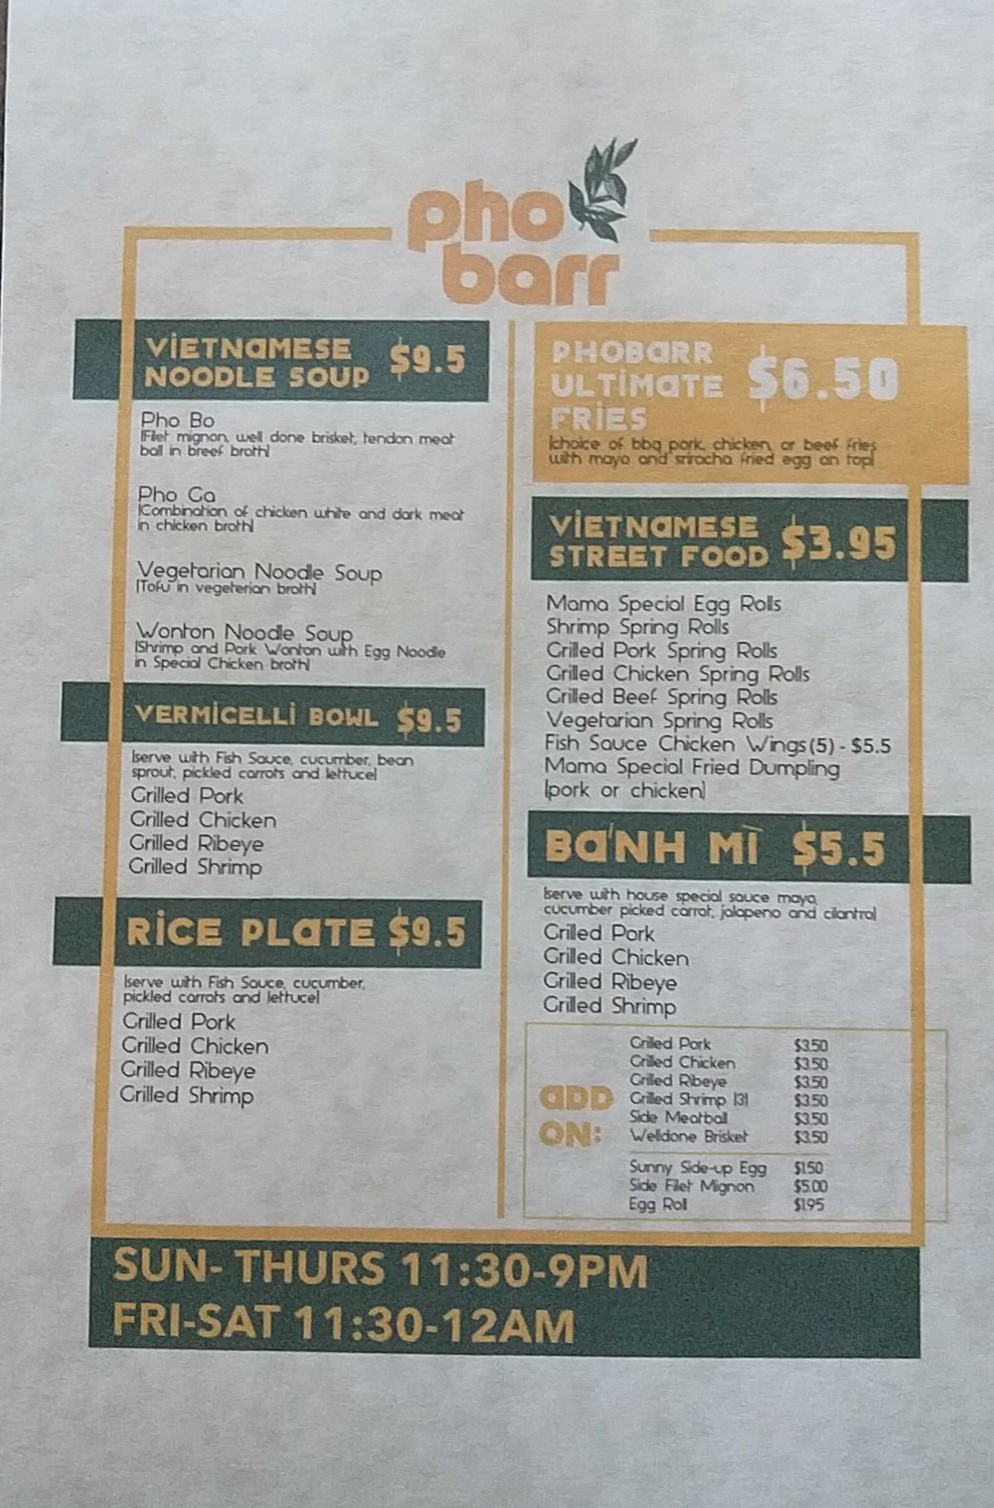 pho
barr
VIETNAMESE
NOODLE SOUP $9.5
Pho Bo
(Filet mignon, well done brisket, tendon meat
ball in breef broth)
Pho Ga
(Combination of chicken white and dark meat
in chicken broth)
Vegetarian Noodle Soup
(Tofu in vegeterian broth)
Wonton Noodle Soup
(Shrimp and Pork Wonton with Egg Noodle
in Special Chicken broth)
VERMICELLI BOWL $9.5
(serve with Fish Sauce, cucumber, bean
sprout, pickled carrots and lettuce)
Grilled Pork
Grilled Chicken
Grilled Ribeye
Grilled Shrimp
RICE PLATE $9.5
(serve with Fish Sauce, cucumber,
pickled carrots and lettuce)
Grilled Pork
Grilled Chicken
Grilled Ribeye
Grilled Shrimp
PHOBARR
ULTIMATE $6.50
FRIES
(choice of bbq pork, chicken, or beef fries
with mayo and sriracha fried egg on top)
VIETNAMESE
STREET FOOD $3.95
Mama Special Egg Rolls
Shrimp Spring Rolls
Grilled Pork Spring Rolls
Grilled Chicken Spring Rolls
Grilled Beef Spring Rolls
Vegetarian Spring Rolls
Fish Sauce Chicken Wings(5) - $5.5
Mama Special Fried Dumpling
(pork or chicken)
BÁNH MÌ $5.5
(serve with house special sauce mayo,
cucumber picked carrot, jalapeno and cilantro)
Grilled Pork
Grilled Chicken
Grilled Ribeye
Grilled Shrimp
ADD
ON:
Grilled Pork $3.50
Grilled Chicken $3.50
Grilled Ribeye $3.50
Grilled Shrimp (3) $3.50
Side Meatball $3.50
Welldone Brisket $3.50
Sunny Side-up Egg $1.50
Side Filet Mignon $5.00
Egg Roll $1.95
SUN- THURS 11:30-9PM
FRI-SAT 11:30-12AM